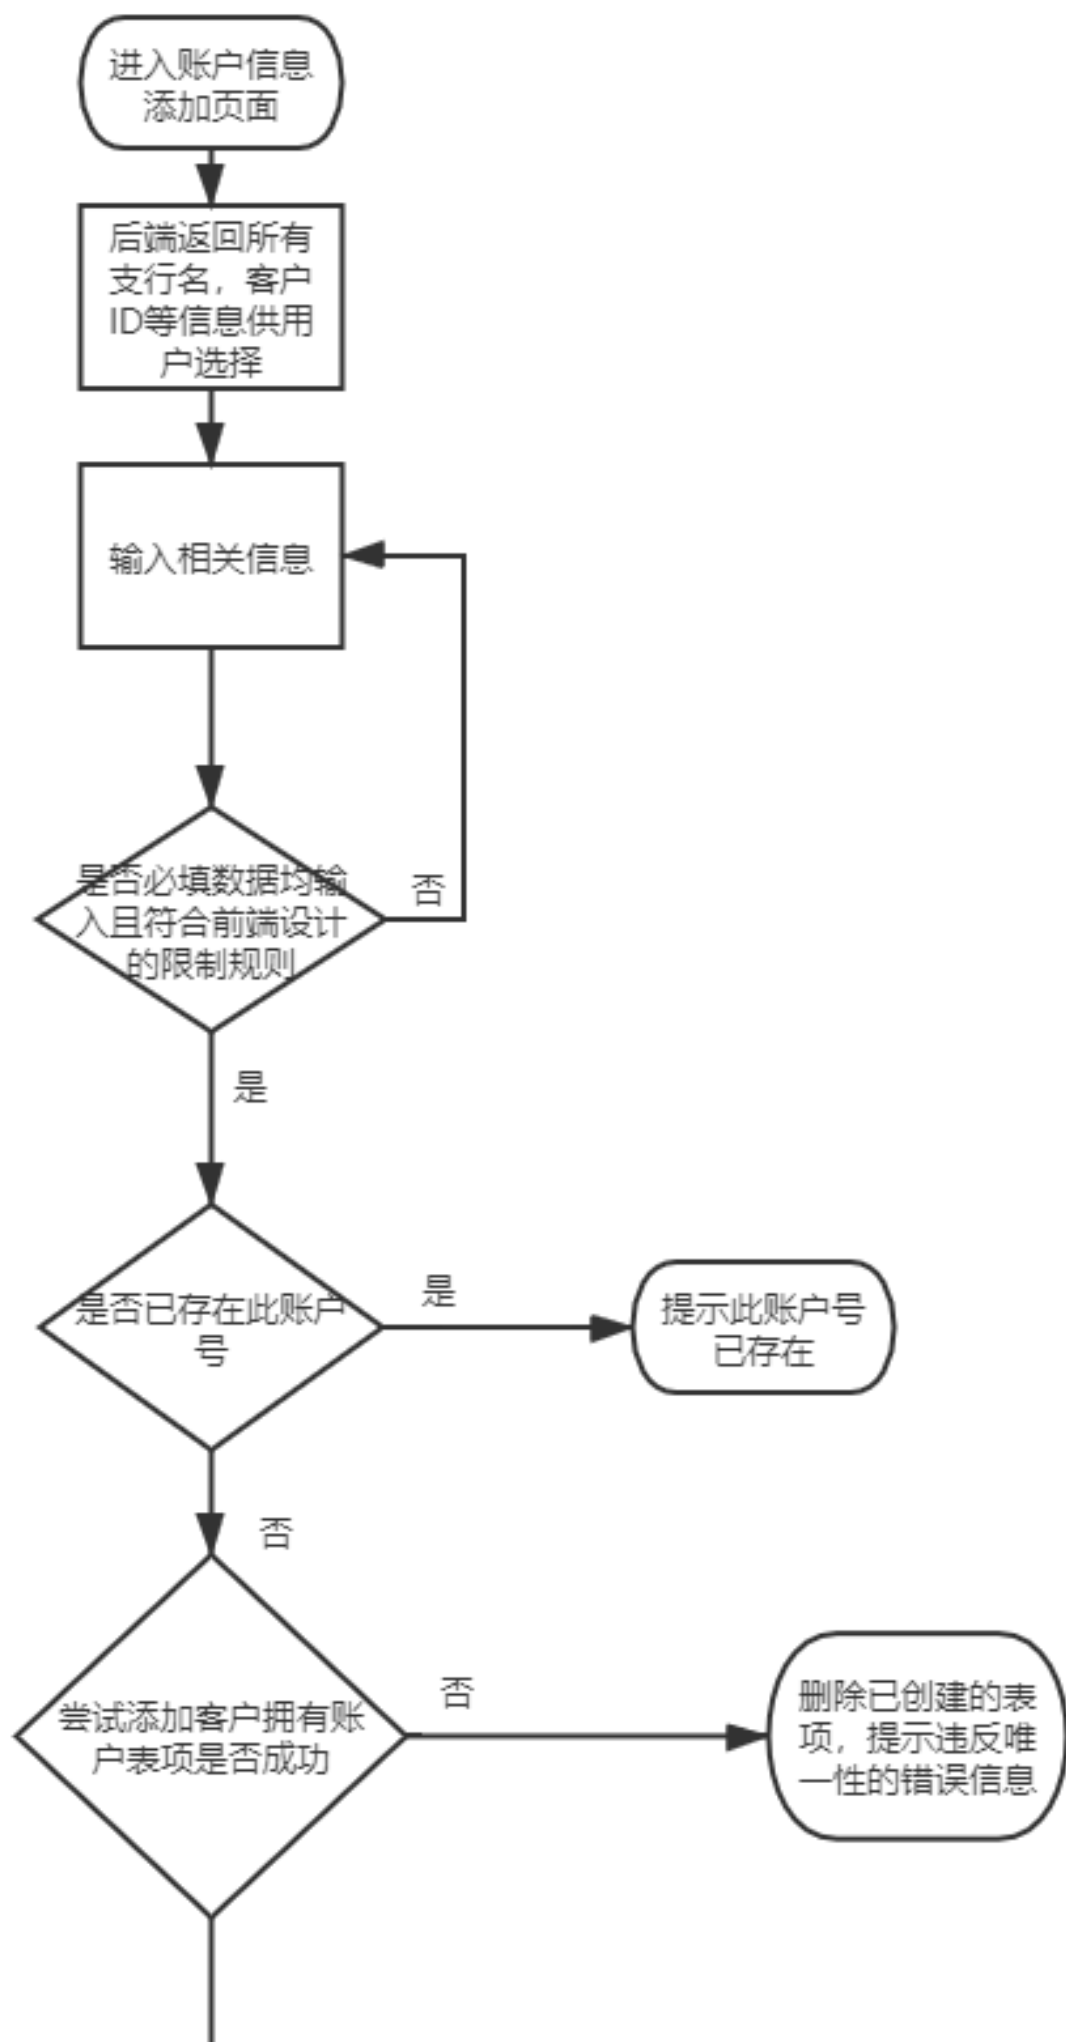 进入账户信息
添加页面
后端返回所有
支行名，客户
ID等信息供用
户选择
输入相关信息
是否必填数据均输
入且符合前端设计
的限制规则
否
是
是否已存在此账户
号
是
提示此账户号
已存在
否
尝试添加客户拥有账
户表项是否成功
否
删除已创建的表
项，提示违反唯
一性的错误信息